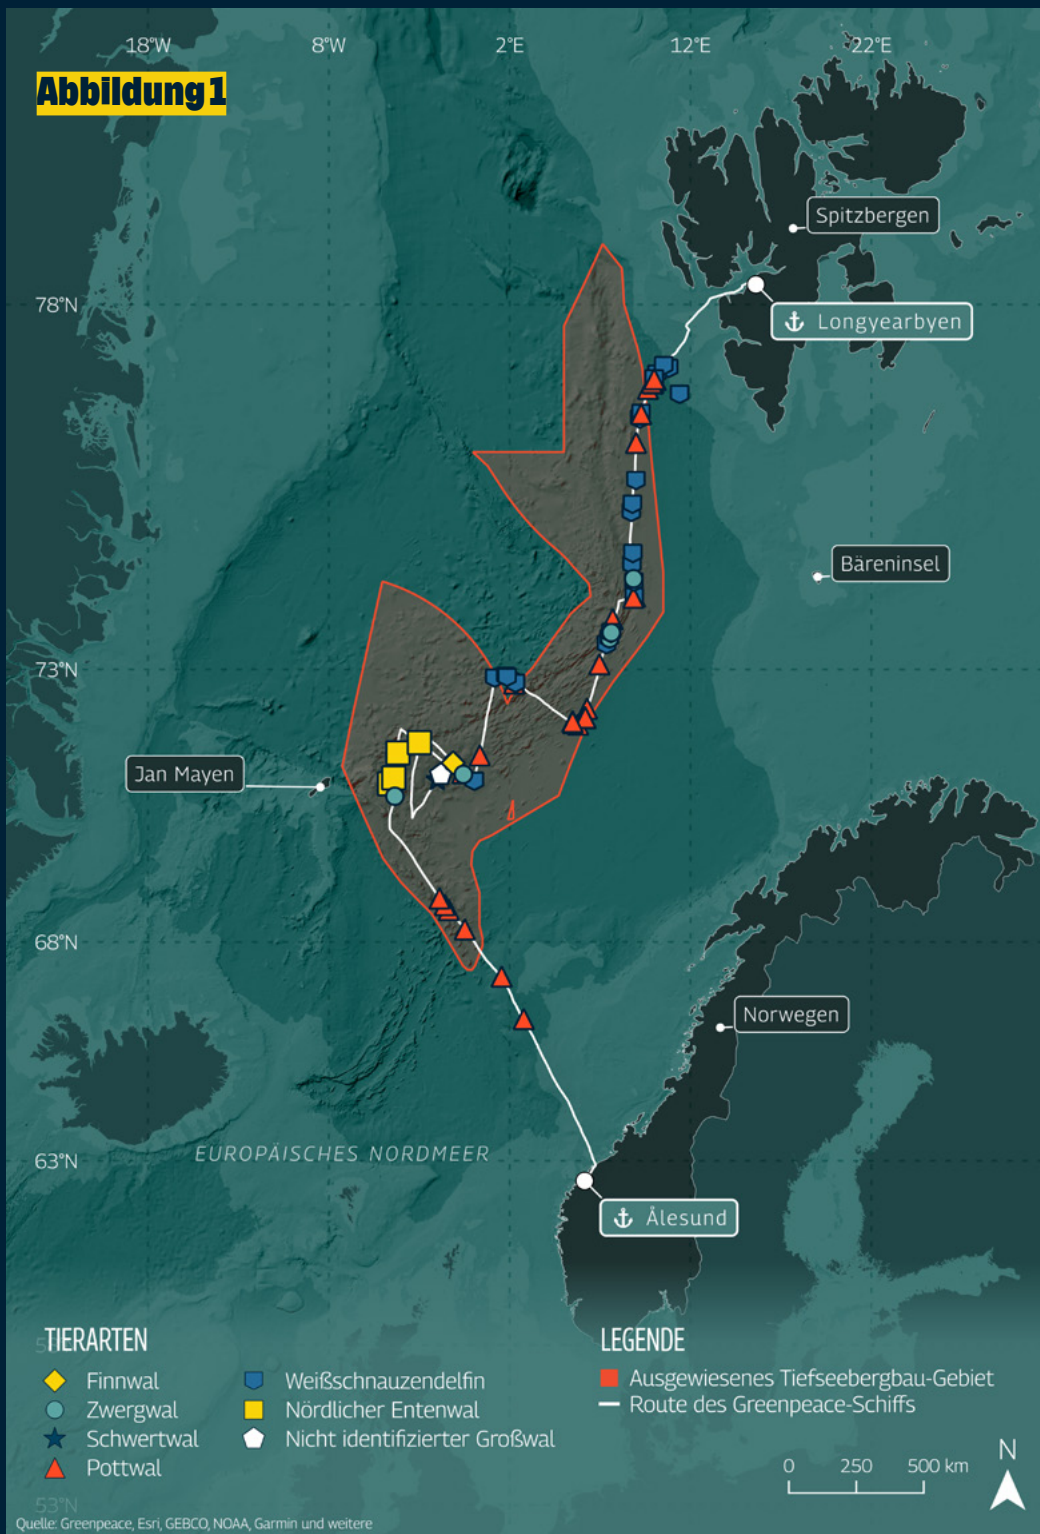 18°W 8°W 2°E 12°E 22°E
Abbildung 1
Spitzbergen
78°N
Longyearbyen
Bäreninsel
73°N
Jan Mayen
68°N
Norwegen
EUROPÄISCHES NORDMEER
63°N
Ålesund
TIERARTEN
Finnwal
Zwergwal
Schwertwal
Pottwal
Weißschnauzendelfin
Nördlicher Entenwal
Nicht identifizierter Großwal
LEGENDE
Ausgewiesenes Tiefseebergbau-Gebiet
Route des Greenpeace-Schiffs
N
0 250 500 km
53°N
Quelle: Greenpeace, Esri, GEBCO, NOAA, Garmin und weitere